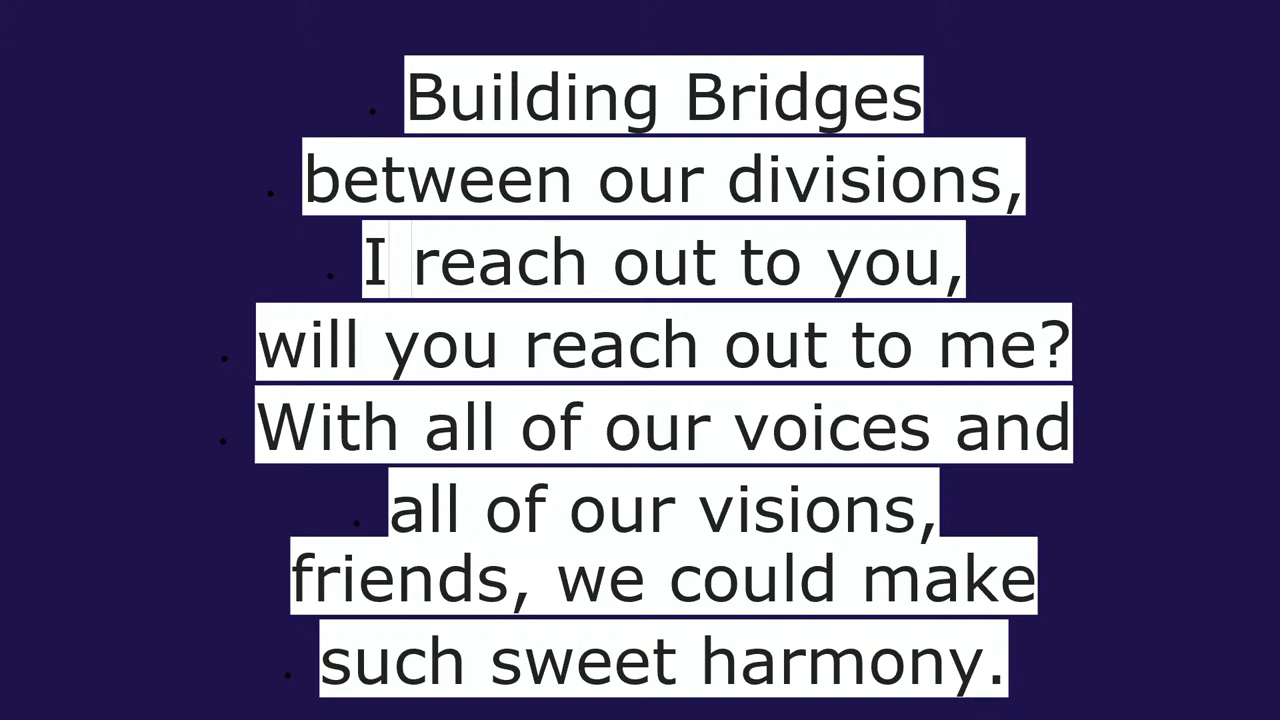 Building Bridges
between our divisions,
I reach out to you,
will you reach out to me?
With all of our voices and
all of our visions,
friends, we could make
such sweet harmony.